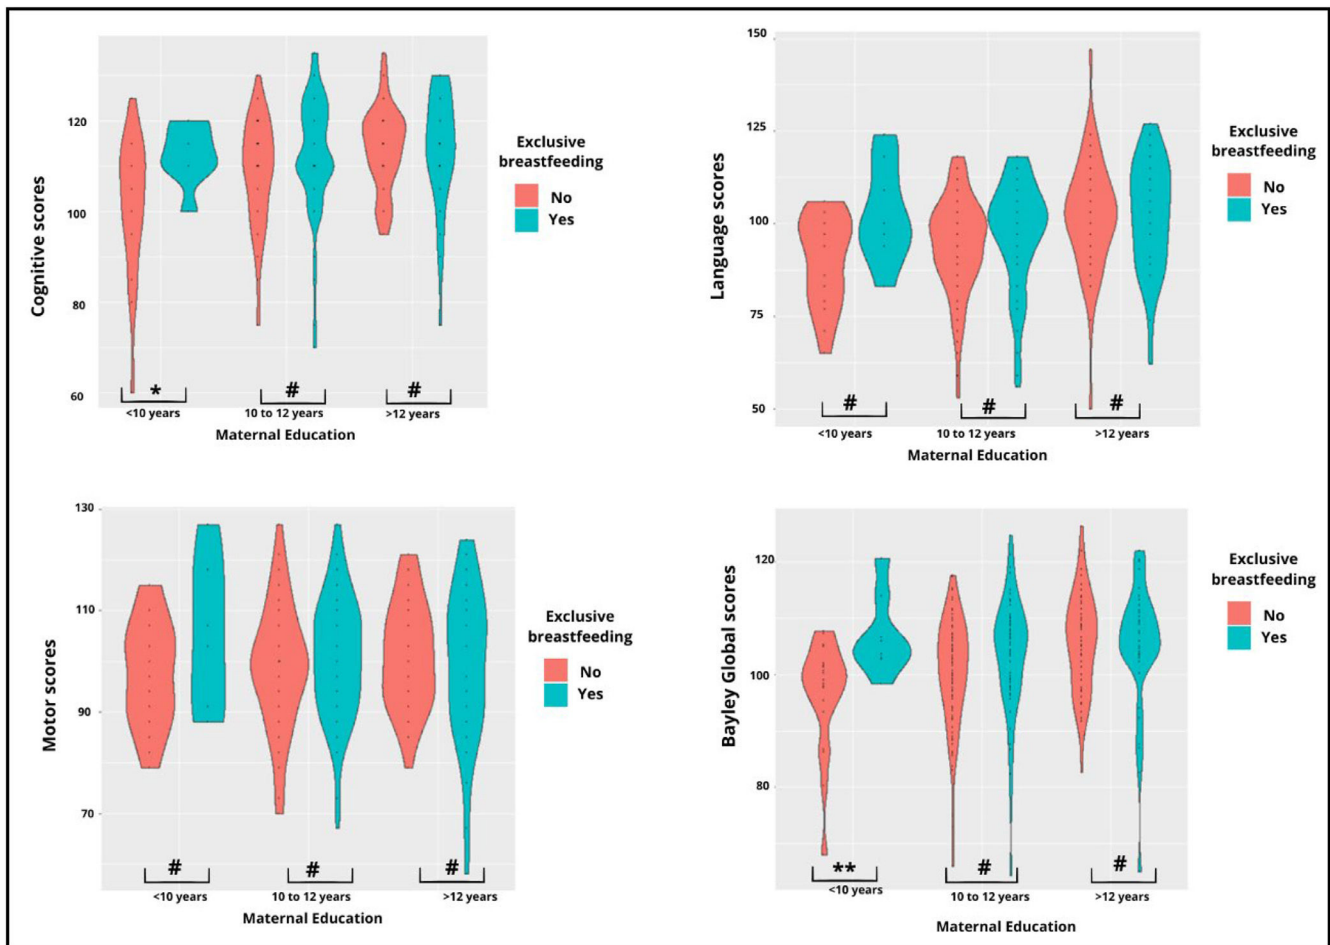 Cognitive scores
120
100
80
60
*
#
#
<10 years
10 to 12 years
>12 years
Maternal Education
Exclusive
breastfeeding
No
Yes
Language scores
150
125
100
75
50
#
#
#
<10 years
10 to 12 years
>12 years
Maternal Education
Exclusive
breastfeeding
No
Yes
Motor scores
130
110
90
70
#
#
#
<10 years
10 to 12 years
>12 years
Maternal Education
Exclusive
breastfeeding
No
Yes
Bayley Global scores
120
100
80
**
#
#
<10 years
10 to 12 years
>12 years
Maternal Education
Exclusive
breastfeeding
No
Yes